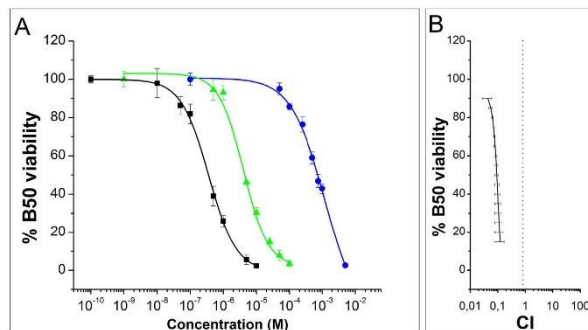 A
% B50 viability
120
100
80
60
40
20
0
10⁻¹⁰ 10⁻⁹ 10⁻⁸ 10⁻⁷ 10⁻⁶ 10⁻⁵ 10⁻⁴ 10⁻³ 10⁻²
Concentration (M)
B
% B50 viability
120
100
80
60
40
20
0
0,01 0,1 1 10 100
CI